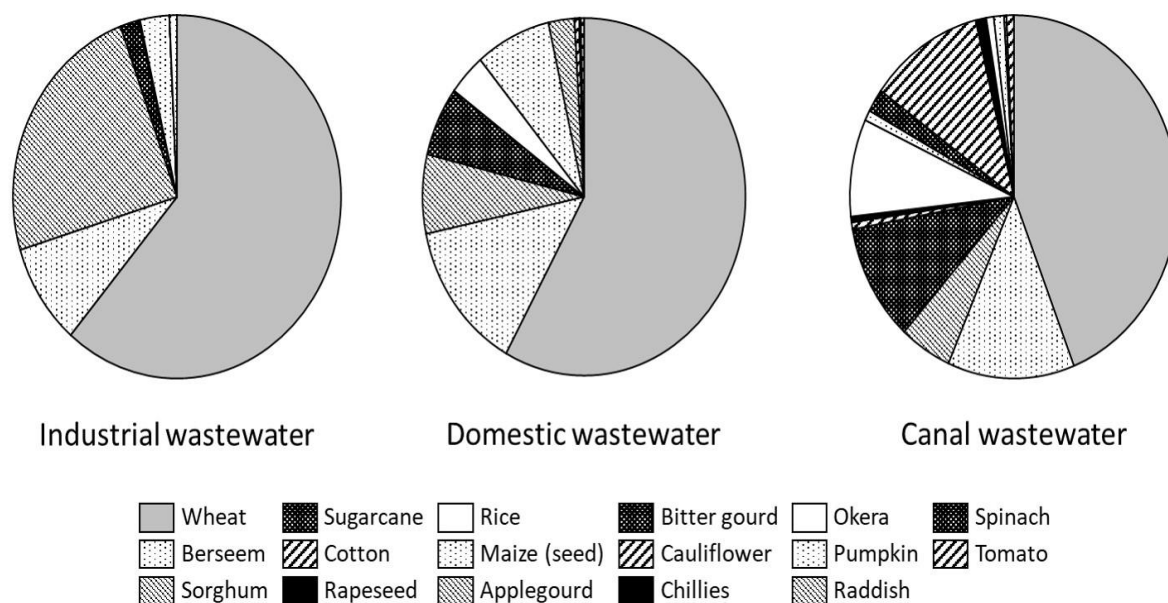 Industrial wastewater Domestic wastewater Canal wastewater
Wheat Sugarcane Rice Bitter gourd Okera Spinach
Berseem Cotton Maize (seed) Cauliflower Pumpkin Tomato
Sorghum Rapeseed Applegourd Chillies Raddish